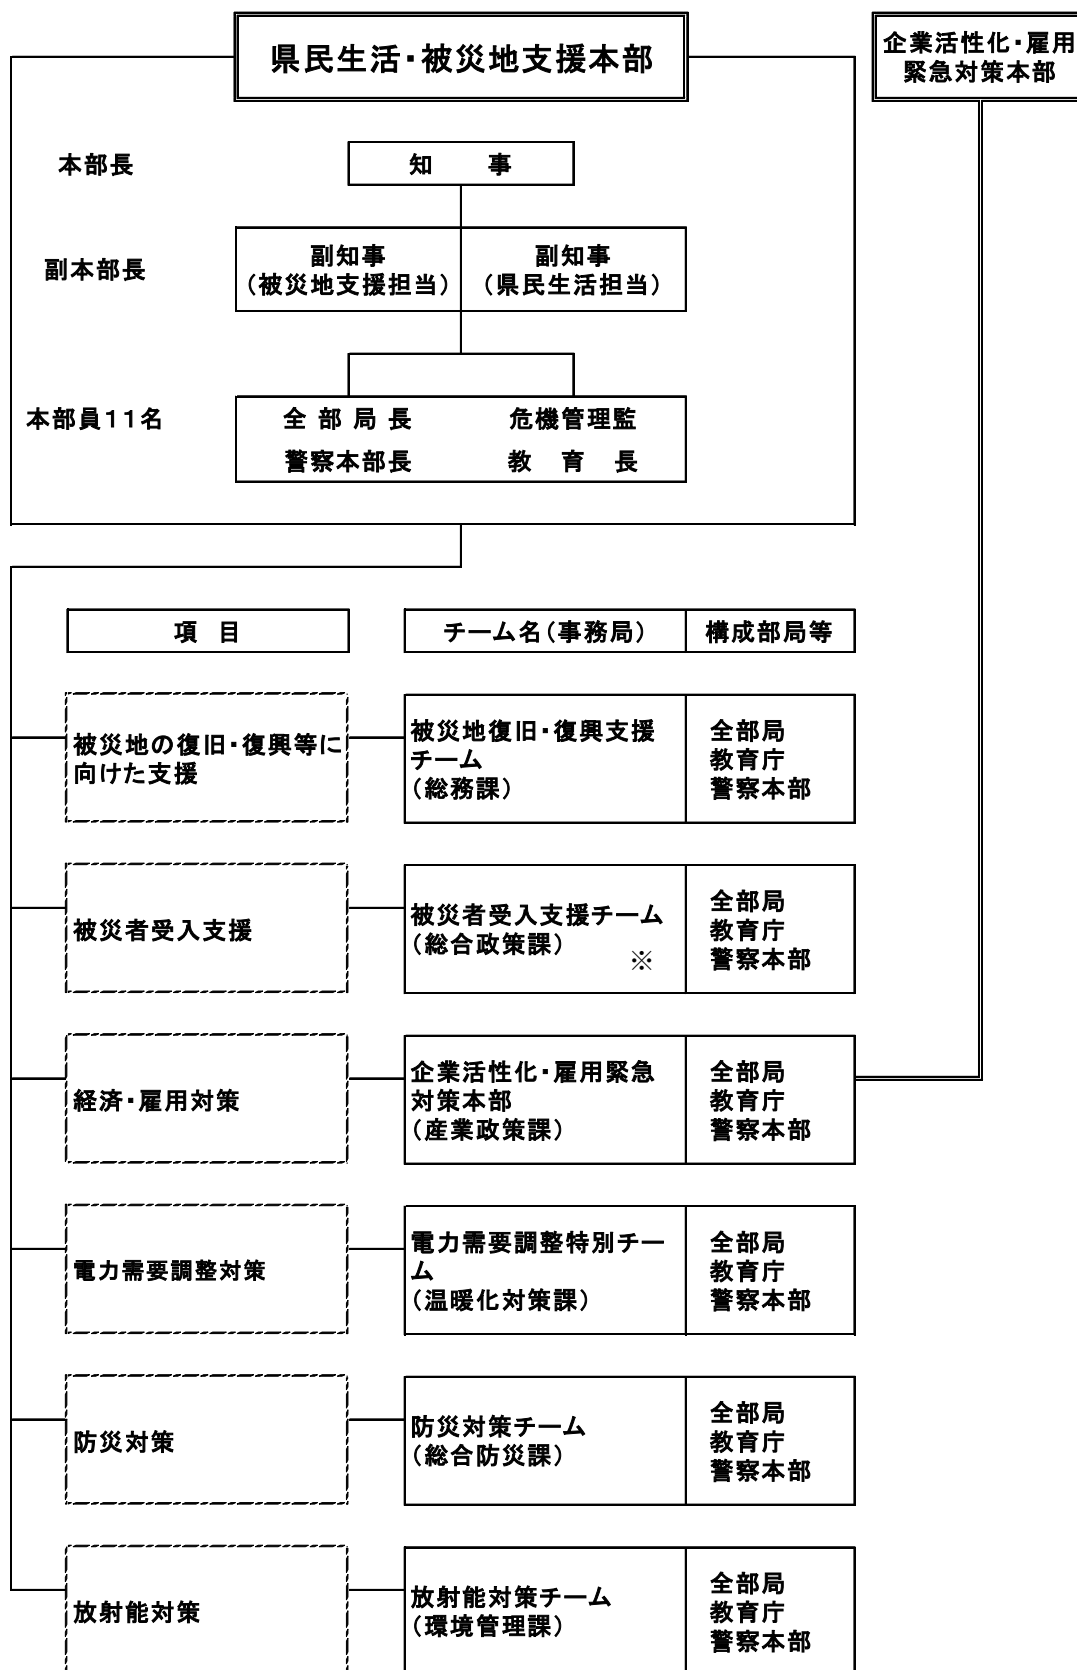 県民生活・被災地支援本部
企業活性化・雇用
緊急対策本部
本部長
知　事
副本部長
副知事
（被災地支援担当）
副知事
（県民生活担当）
本部員１１名
全部局長
危機管理監
警察本部長
教　育　長
項　目
チーム名（事務局）
構成部局等
被災地の復旧・復興等に
向けた支援
被災地復旧・復興支援
チーム
（総務課）
全部局
教育庁
警察本部
被災者受入支援
被災者受入支援チーム
（総合政策課）
※
全部局
教育庁
警察本部
経済・雇用対策
企業活性化・雇用緊急
対策本部
（産業政策課）
全部局
教育庁
警察本部
電力需要調整対策
電力需要調整特別チー
ム
（温暖化対策課）
全部局
教育庁
警察本部
防災対策
防災対策チーム
（総合防災課）
全部局
教育庁
警察本部
放射能対策
放射能対策チーム
（環境管理課）
全部局
教育庁
警察本部